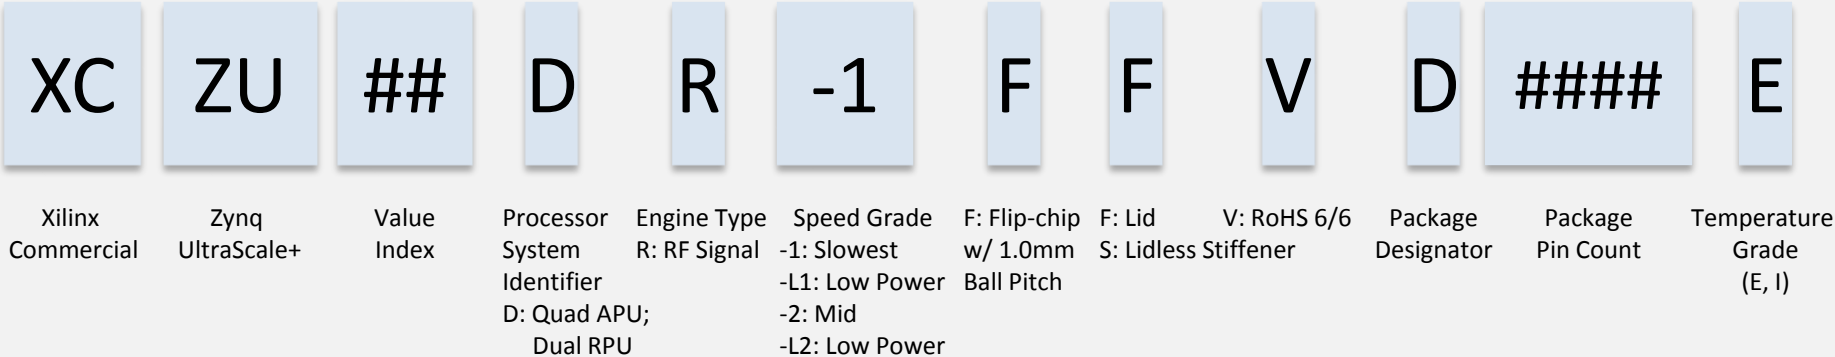 XC ZU ## D R -1 F F V D #### E
Xilinx Zynq Value Processor Engine Type Speed Grade F: Flip-chip F: Lid V: RoHS 6/6 Package Package Temperature
Commercial UltraScale+ Index System R: RF Signal -1: Slowest w/ 1.0mm S: Lidless Stiffener Designator Pin Count Grade
Identifier -L1: Low Power Ball Pitch (E, I)
D: Quad APU; -2: Mid
Dual RPU -L2: Low Power